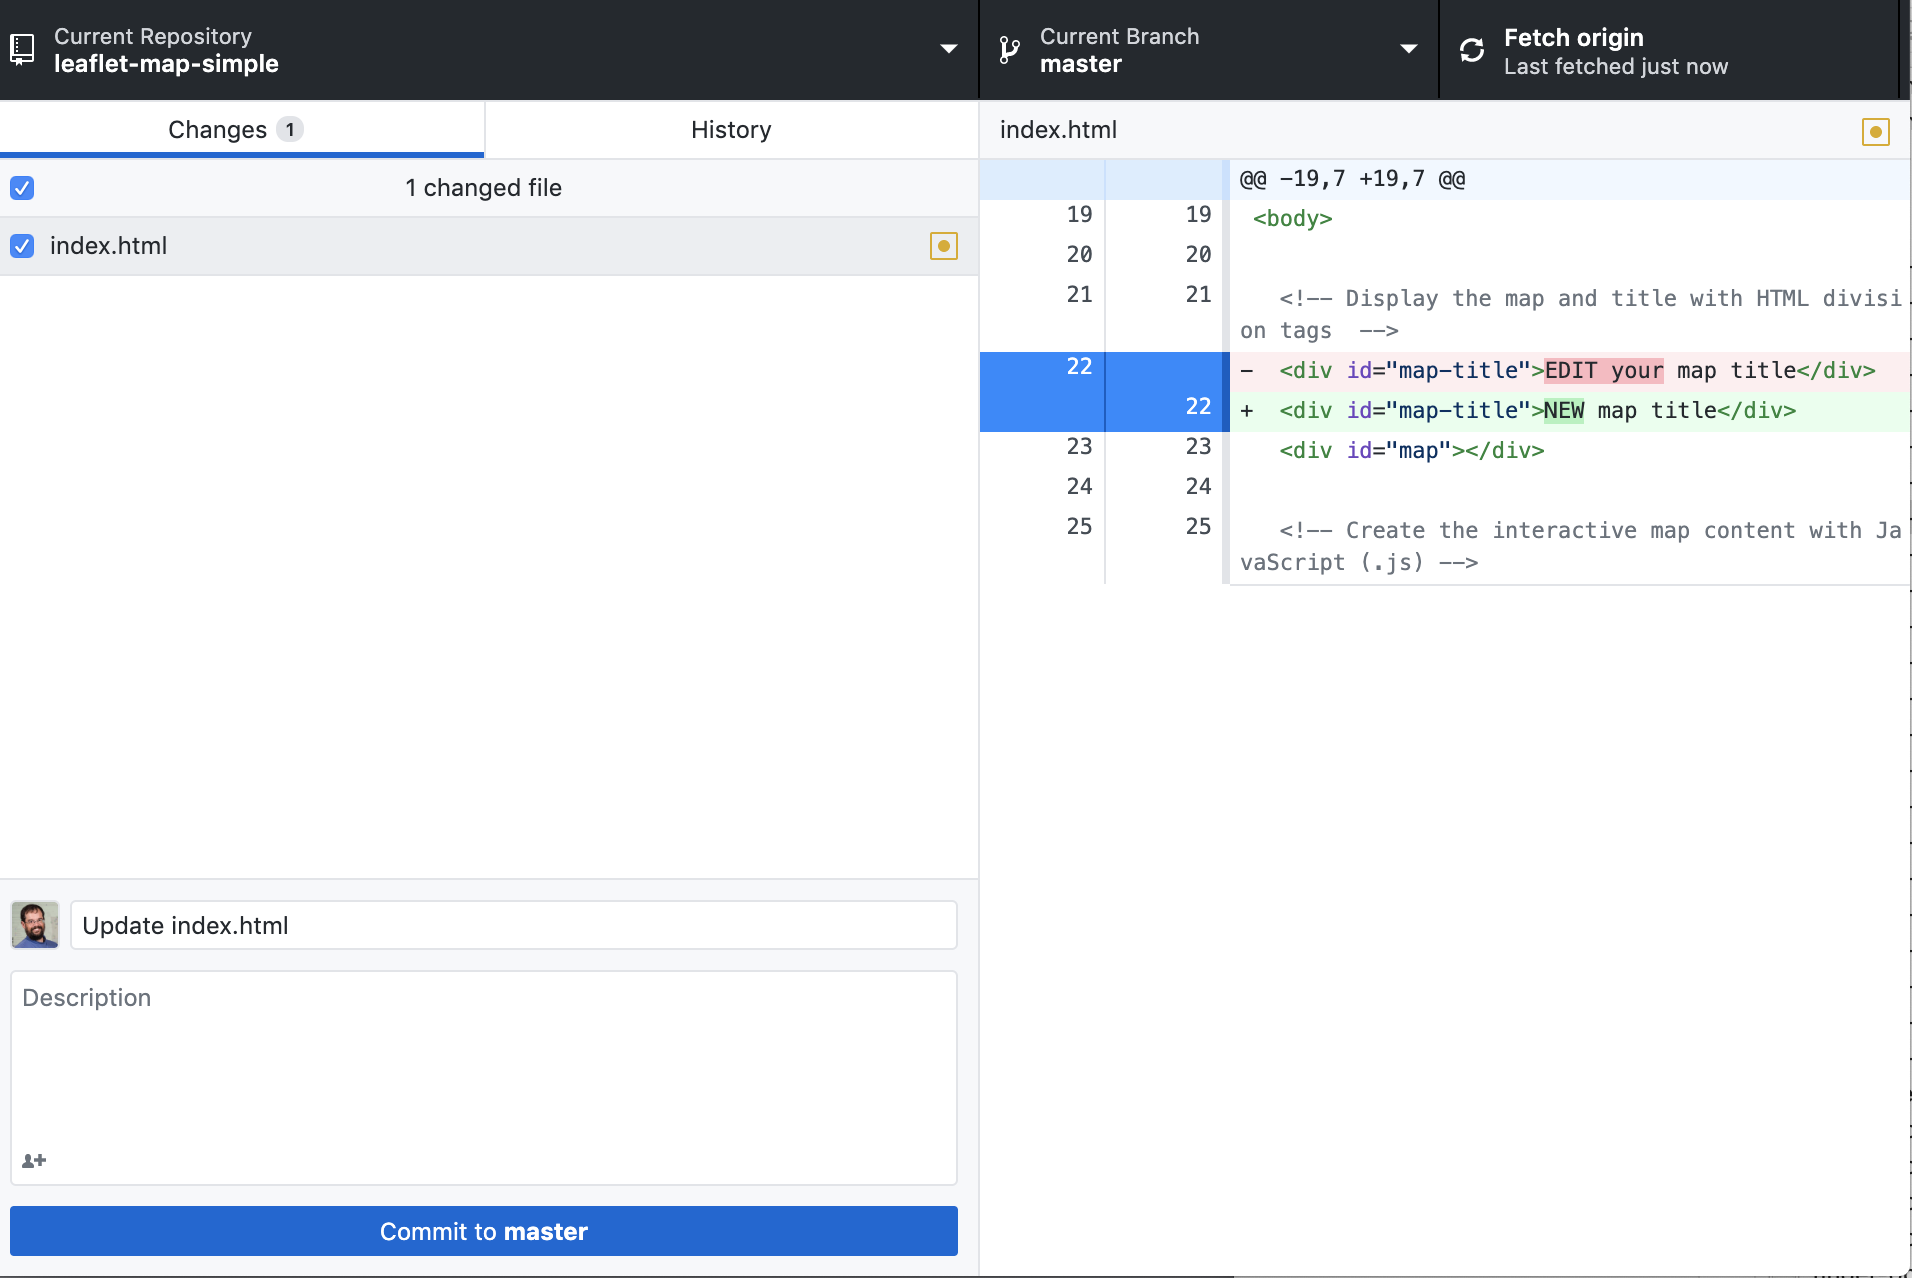 Current Repository
leaflet-map-simple
Current Branch
master
Fetch origin
Last fetched just now
Changes 1
History
1 changed file
index.html
index.html
@@ -19,7 +19,7 @@
19 19 <body>
20 20
21 21 <!-- Display the map and title with HTML divisi
on tags  -->
22 - <div id="map-title">EDIT your map title</div>
22 + <div id="map-title">NEW map title</div>
23 23 <div id="map"></div>
24 24
25 25 <!-- Create the interactive map content with Ja
vaScript (.js) -->
Update index.html
Description
Commit to master